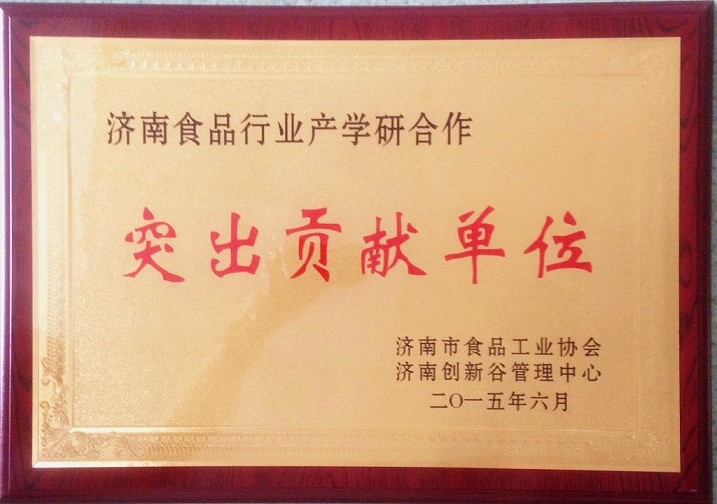 济南食品行业产学研合作
突出贡献单位
济南市食品工业协会
济南创新谷管理中心
二〇一五年六月